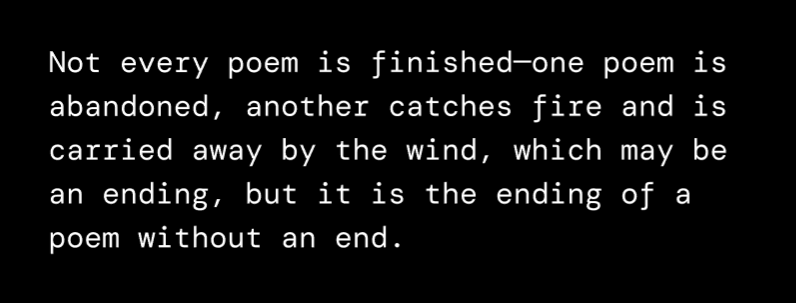 Not every poem is finished—one poem is
abandoned, another catches fire and is
carried away by the wind, which may be
an ending, but it is the ending of a
poem without an end.